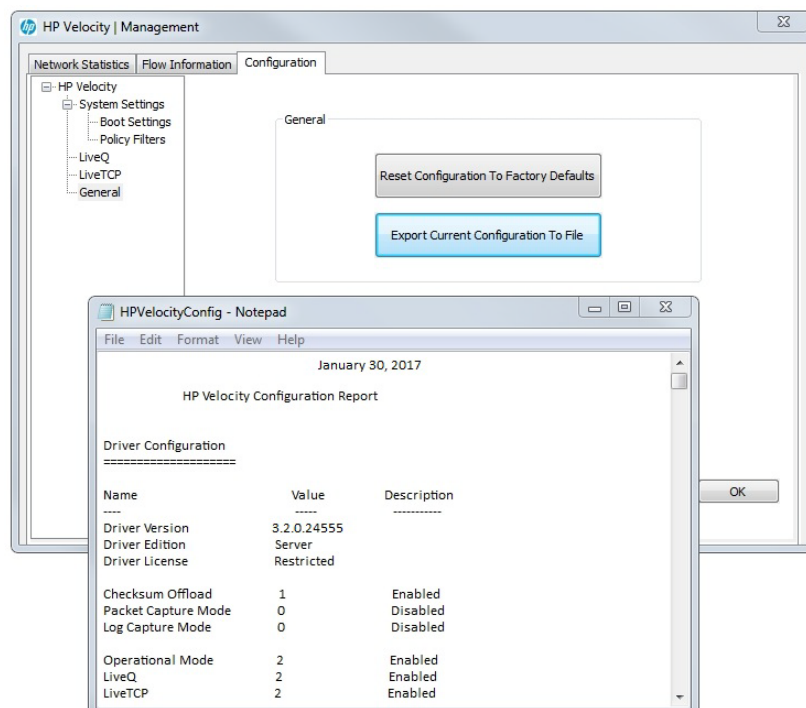 hp HP Velocity | Management
Network Statistics Flow Information Configuration
HP Velocity
System Settings
Boot Settings
Policy Filters
LiveQ
LiveTCP
General
General
Reset Configuration To Factory Defaults
Export Current Configuration To File
OK
HPVelocityConfig - Notepad
File Edit Format View Help
January 30, 2017
HP Velocity Configuration Report
Driver Configuration
====================
Name Value Description
---- ----- -----------
Driver Version 3.2.0.24555
Driver Edition Server
Driver License Restricted
Checksum Offload 1 Enabled
Packet Capture Mode 0 Disabled
Log Capture Mode 0 Disabled
Operational Mode 2 Enabled
LiveQ 2 Enabled
LiveTCP 2 Enabled